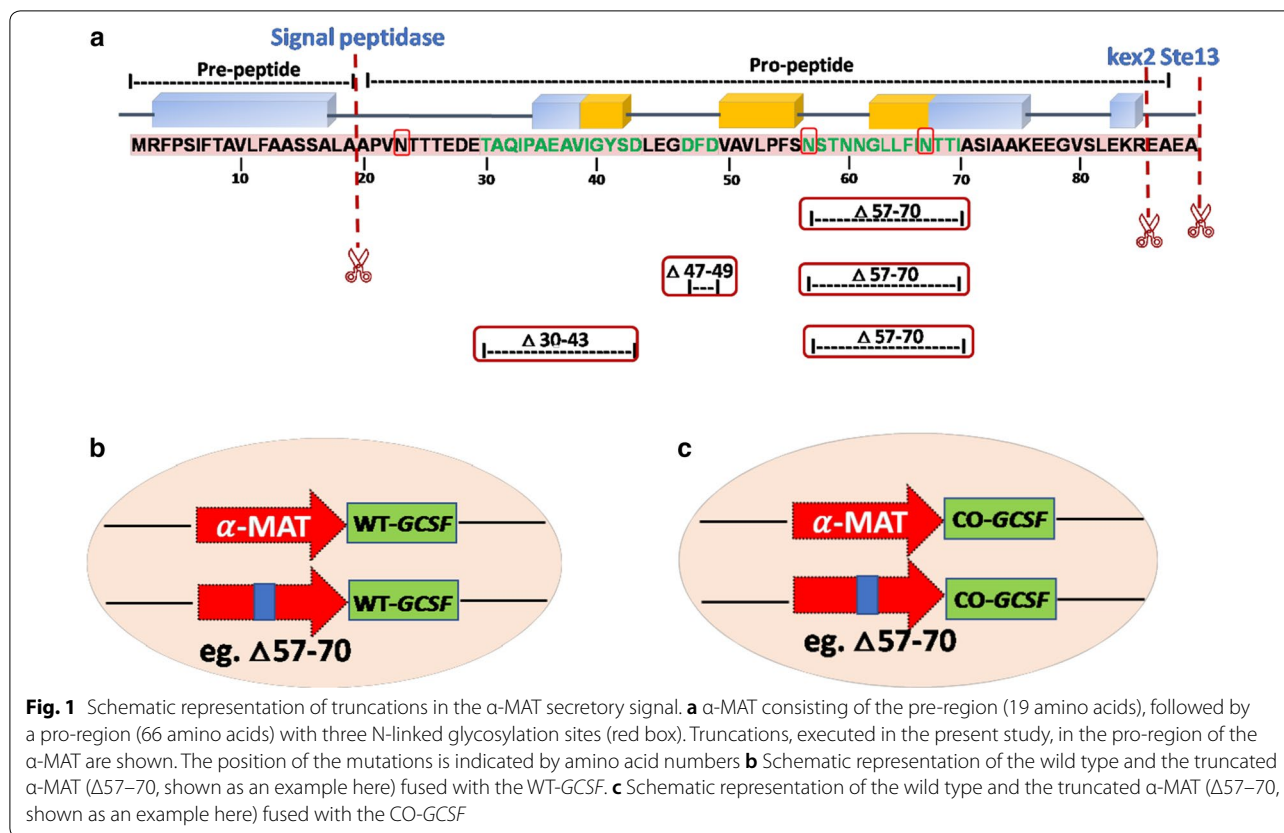 a
Signal peptidase
Pre-peptide
Pro-peptide
kex2 Ste13
MRFPSIFTAVLFAASSALAAPVNTTTEDETAQIPAEAVIGYSDLEGDFDVAVLPFSNSTNNGLLFINTTIASIAAKEEGVSLEKREAEA
10 20 30 40 50 60 70 80
Δ 57-70
Δ 47-49
Δ 57-70
Δ 30-43
Δ 57-70
b
α-MAT WT-GCSF
WT-GCSF
eg. Δ57-70
c
α-MAT CO-GCSF
CO-GCSF
eg. Δ57-70
Fig. 1 Schematic representation of truncations in the α-MAT secretory signal. a α-MAT consisting of the pre-region (19 amino acids), followed by
a pro-region (66 amino acids) with three N-linked glycosylation sites (red box). Truncations, executed in the present study, in the pro-region of the
α-MAT are shown. The position of the mutations is indicated by amino acid numbers b Schematic representation of the wild type and the truncated
α-MAT (Δ57–70, shown as an example here) fused with the WT-GCSF. c Schematic representation of the wild type and the truncated α-MAT (Δ57–70,
shown as an example here) fused with the CO-GCSF